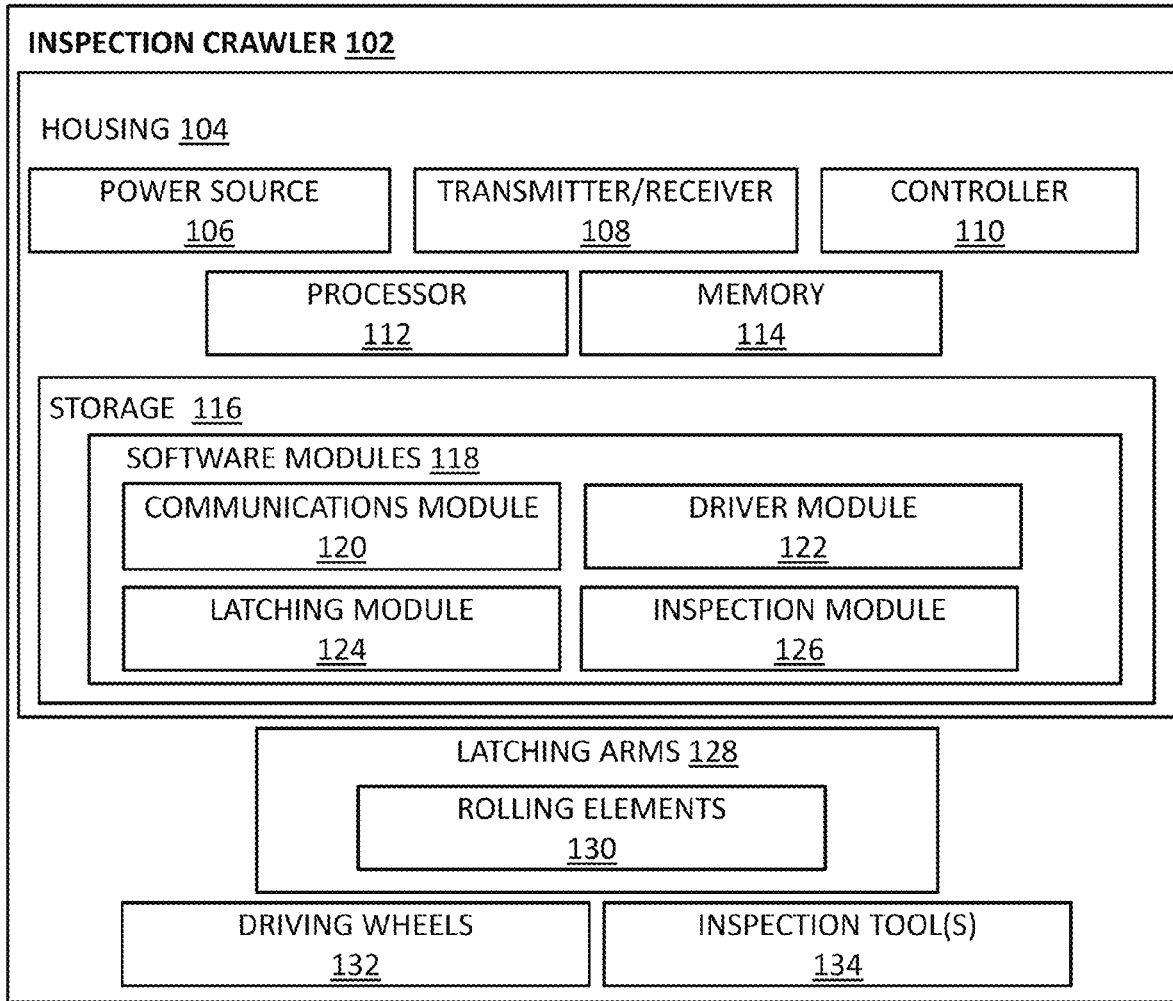 INSPECTION CRAWLER 102
HOUSING 104
POWER SOURCE
106
TRANSMITTER/RECEIVER
108
CONTROLLER
110
PROCESSOR
112
MEMORY
114
STORAGE 116
SOFTWARE MODULES 118
COMMUNICATIONS MODULE
120
DRIVER MODULE
122
LATCHING MODULE
124
INSPECTION MODULE
126
LATCHING ARMS 128
ROLLING ELEMENTS
130
DRIVING WHEELS
132
INSPECTION TOOL(S)
134